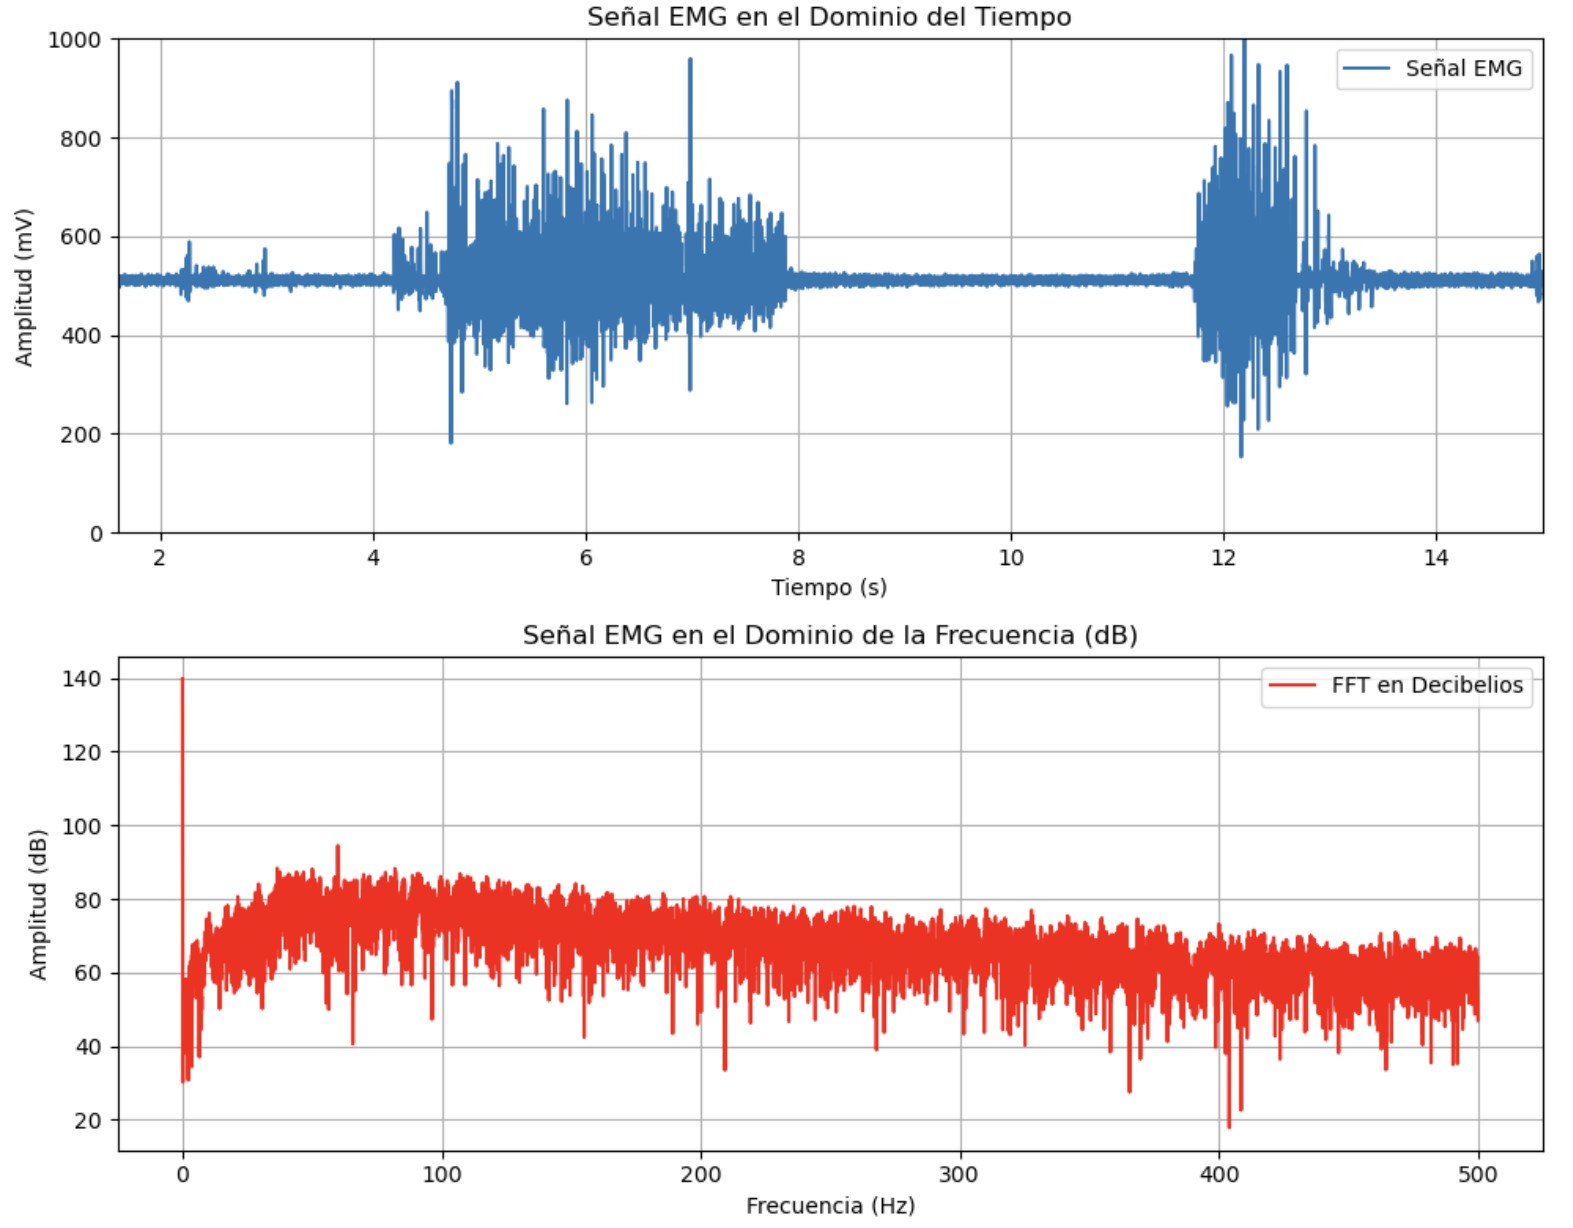 Señal EMG en el Dominio del Tiempo
1000
800
600
400
200
0
Amplitud (mV)
Señal EMG
2 4 6 8 10 12 14
Tiempo (s)
Señal EMG en el Dominio de la Frecuencia (dB)
140
120
100
80
60
40
20
Amplitud (dB)
FFT en Decibelios
0 100 200 300 400 500
Frecuencia (Hz)